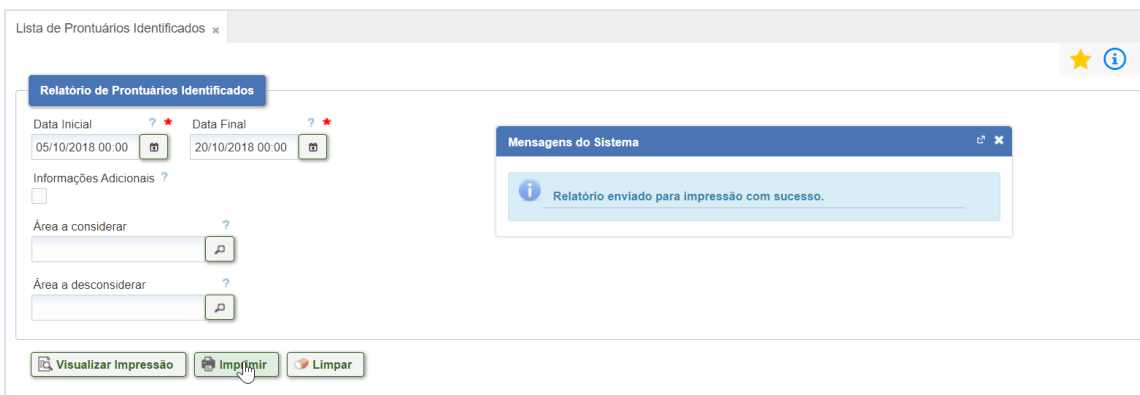 Lista de Prontuários Identificados
Relatório de Prontuários Identificados
Data Inicial ? * Data Final ? *
05/10/2018 00:00 20/10/2018 00:00
Mensagens do Sistema
Relatório enviado para impressão com sucesso.
Informações Adicionais ?
Área a considerar ?
Área a desconsiderar ?
Visualizar Impressão Imprimir Limpar